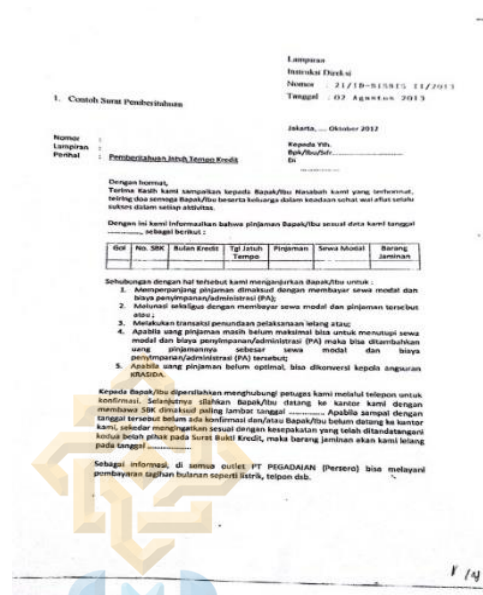 Lampiran
Instruksi Direksi
Nomor : 21/
Tanggal : 02 Agustus 2013
1. Contoh Surat Pemberitahuan
Jakarta, .... Oktober 2012
Nomor :
Lampiran :
Perihal : Pemberitahuan Jatuh Tempo Kredit
Kepada Yth.
Bpk/Ibu/Sdr.
Di
Dengan hormat,
Terima Kasih kami sampaikan kepada Bapak/Ibu Nasabah kami yang terhormat,
teiring doa semoga Bapak/Ibu beserta keluarga dalam keadaan sehat wal afiat selalu
sukses dalam setiap aktivitas.
Dengan ini kami informasikan bahwa pinjaman Bapak/Ibu sesuai data kami tanggal
............., sebagai berikut :
Gol No. SBK Bulan Kredit Tgl Jatuh Tempo Pinjaman Sewa Modal Barang Jaminan
Sehubungan dengan hal tersebut kami menganjurkan Bapak/Ibu untuk :
1. Memperpanjang pinjaman dimaksud dengan membayar sewa modal dan
biaya penyimpanan/administrasi (PA);
2. Melunasi sekaligus dengan membayar sewa modal dan pinjaman tersebut
atau ;
3. Melakukan transaksi penundaan pelaksanaan lelang atau;
4. Apabila uang pinjaman masih belum maksimal bisa untuk menutupi sewa
modal dan biaya penyimpanan/administrasi (PA) maka bisa ditambahkan
uang pinjamannya sebesar sewa modal dan biaya
penyimpanan/administrasi (PA) tersebut;
5. Apabila uang pinjaman belum optimal, bisa dikonversi kepola angsuran
KRASIDA.
Kepada Bapak/Ibu dipersilahkan menghubungi petugas kami melalui telepon untuk
konfirmasi. Selanjutnya silahkan Bapak/Ibu datang ke kantor kami dengan
membawa SBK dimaksud paling lambat tanggal ............... Apabila sampai dengan
tanggal tersebut belum ada konfirmasi dan/atau Bapak/Ibu belum datang ke kantor
kami, sekedar mengingatkan sesuai dengan kesepakatan yang telah ditandatangani
kedua belah pihak pada Surat Bukti Kredit, maka barang jaminan akan kami lelang
pada tanggal ...............
Sebagai informasi, di semua outlet PT PEGADAIAN (Persero) bisa melayani
pembayaran tagihan bulanan seperti listrik, telpon dsb.